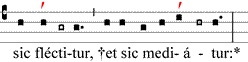 sic flécti-tur, †et sic medi- á - tur:*